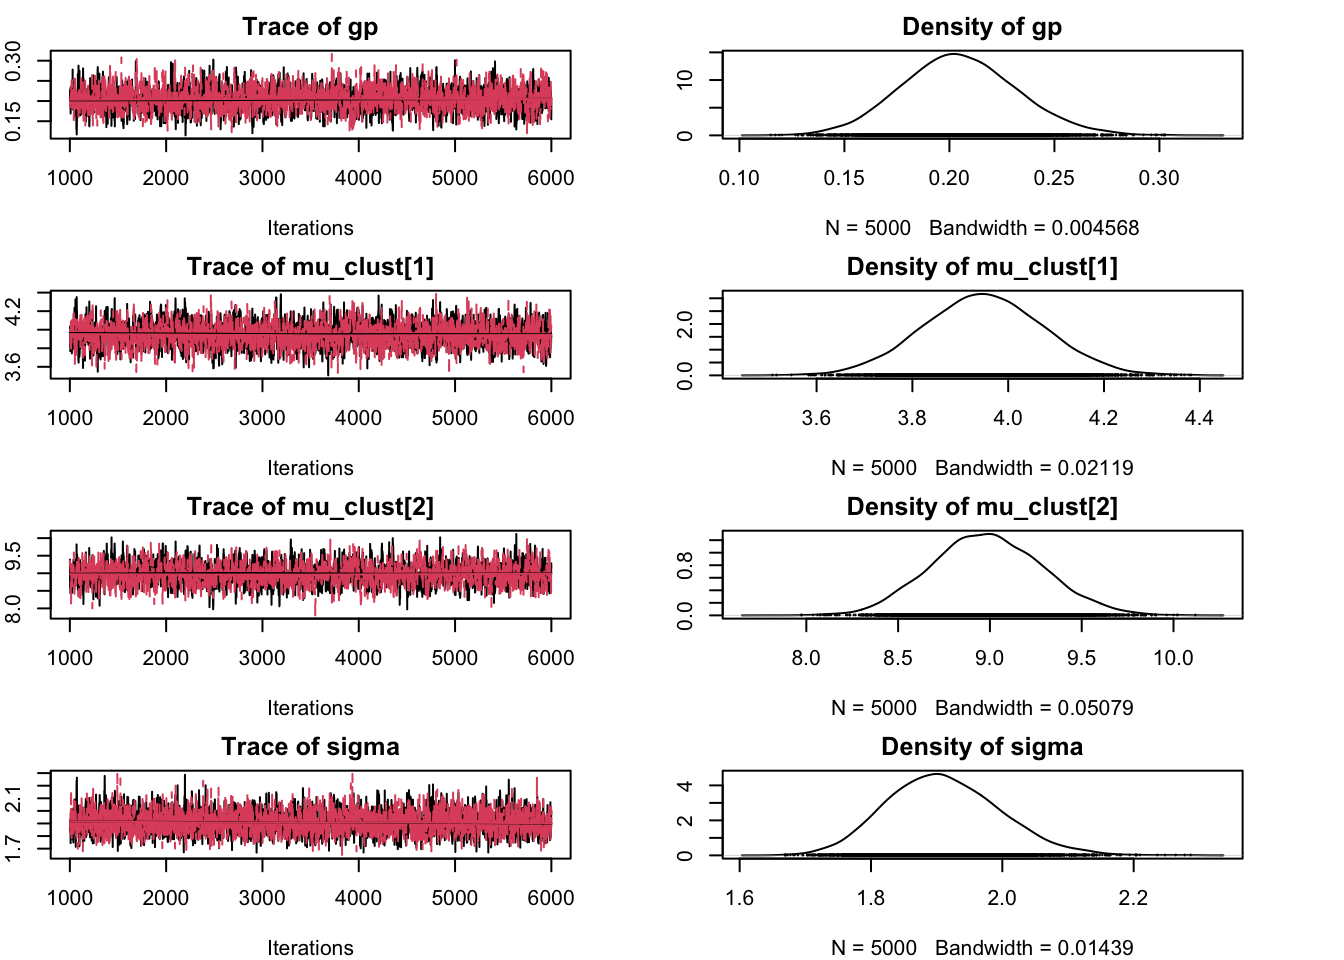 Trace of gp
0.15 0.30
1000 2000 3000 4000 5000 6000
Iterations
Density of gp
0 10
0.10 0.15 0.20 0.25 0.30
N = 5000 Bandwidth = 0.004568
Trace of mu_clust[1]
3.6 4.2
1000 2000 3000 4000 5000 6000
Iterations
Density of mu_clust[1]
0.0 2.0
3.6 3.8 4.0 4.2 4.4
N = 5000 Bandwidth = 0.02119
Trace of mu_clust[2]
8.0 9.5
1000 2000 3000 4000 5000 6000
Iterations
Density of mu_clust[2]
0.0 0.8
8.0 8.5 9.0 9.5 10.0
N = 5000 Bandwidth = 0.05079
Trace of sigma
1.7 2.1
1000 2000 3000 4000 5000 6000
Iterations
Density of sigma
0 2 4
1.6 1.8 2.0 2.2
N = 5000 Bandwidth = 0.01439